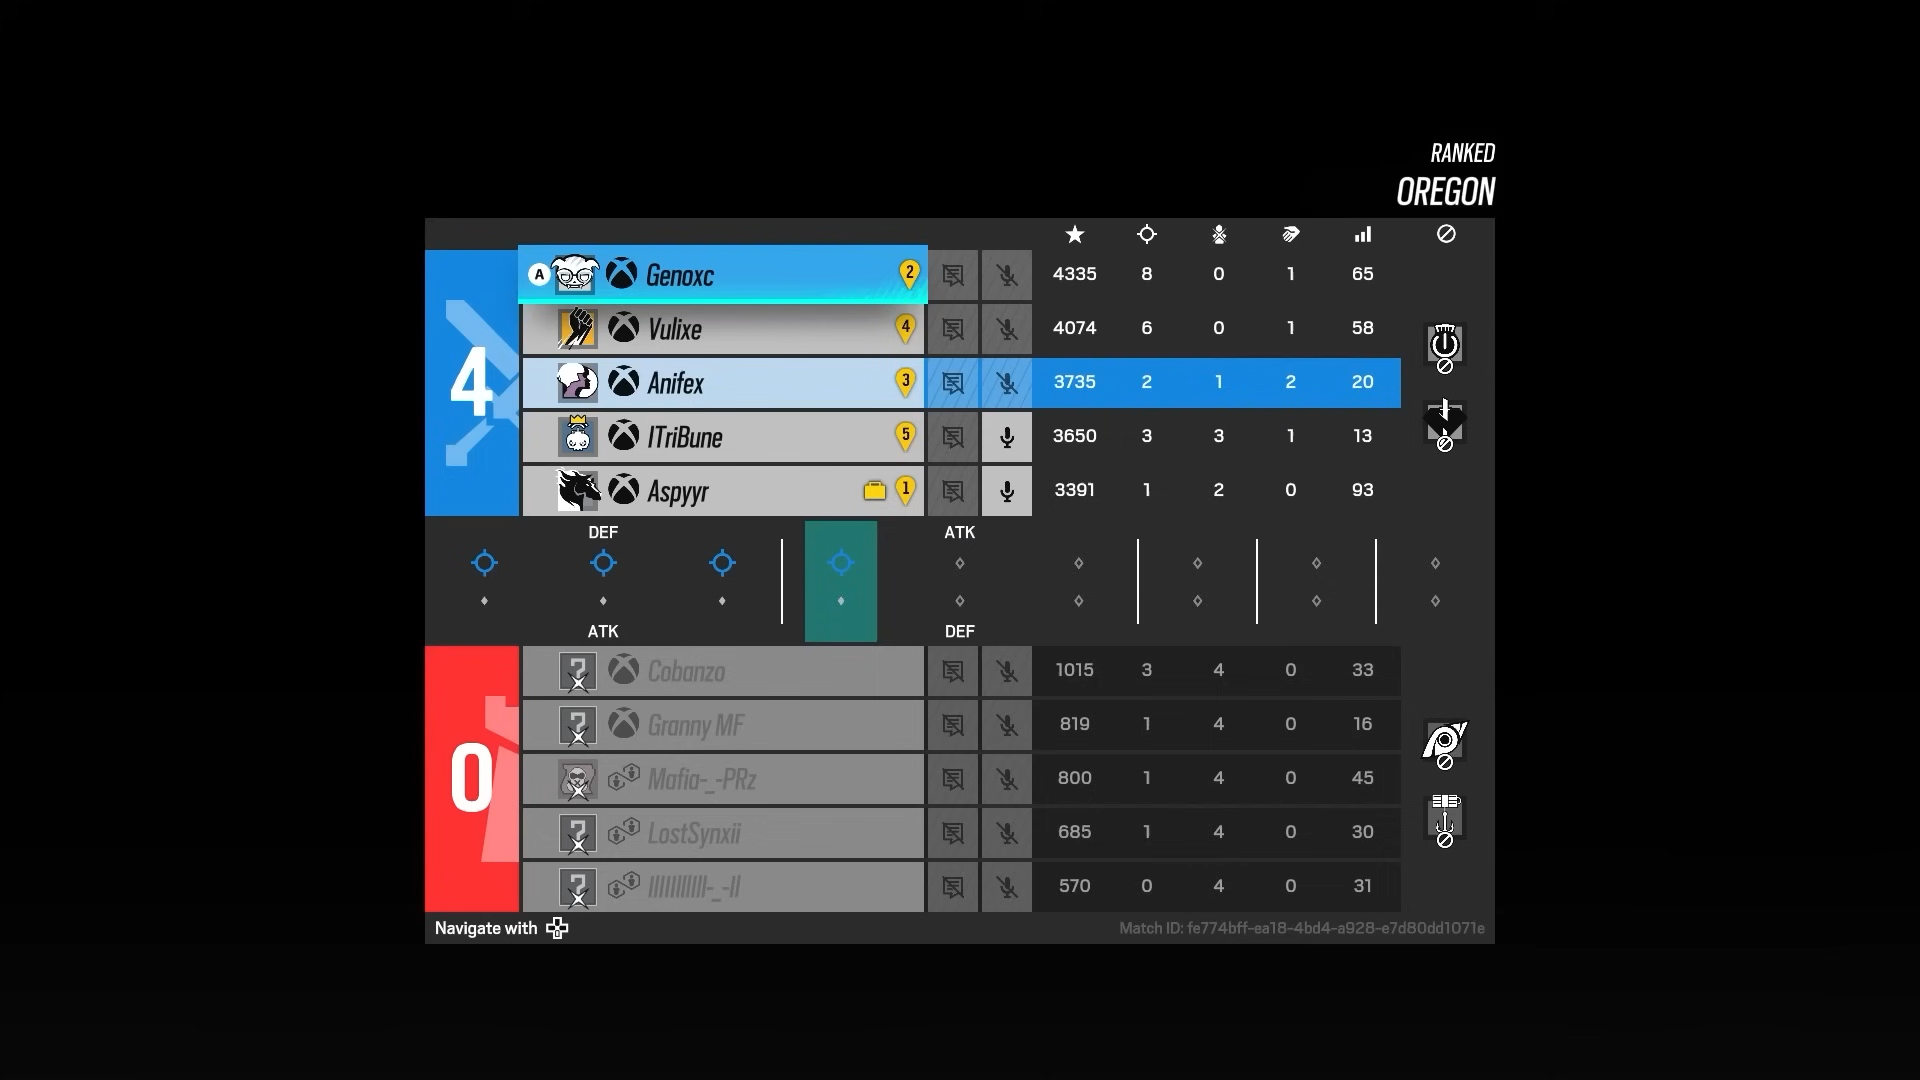 RANKED
OREGON
4
A Genoxc 2 4335 8 0 1 65
Vulixe 4 4074 6 0 1 58
Anifex 3 3735 2 1 2 20
ITriBune 5 3650 3 3 1 13
Aspyyr 1 3391 1 2 0 93
DEF ATK
ATK DEF
0
? Cobanzo 1015 3 4 0 33
? Granny MF 819 1 4 0 16
Mafia-_-PRz 800 1 4 0 45
? LostSynxii 685 1 4 0 30
? 570 0 4 0 31
Navigate with
Match ID: fe774bff-ea18-4bd4-a928-e7d80dd1071e